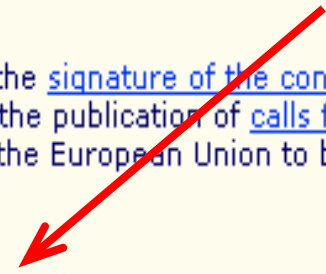 the signature of the con
the publication of calls f
the European Union to b